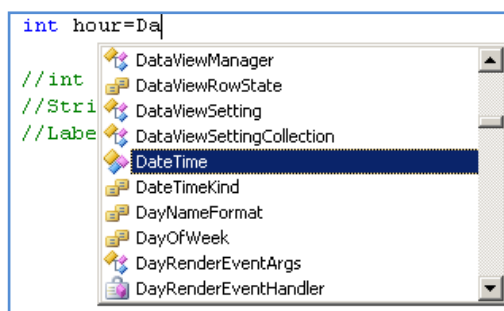 int hour=Da
DataViewManager
//int
DataViewRowState
//Stri
DataViewSetting
//Labe
DataViewSettingCollection
DateTime
DateTimeKind
DayNameFormat
DayOfWeek
DayRenderEventArgs
DayRenderEventHandler